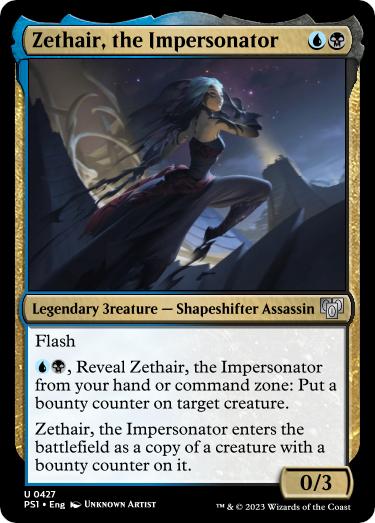 Zethair, the Impersonator
Legendary 3reature — Shapeshifter Assassin
Flash
, Reveal Zethair, the Impersonator
from your hand or command zone: Put a
bounty counter on target creature.
Zethair, the Impersonator enters the
battlefield as a copy of a creature with a
bounty counter on it.
0/3
U 0427
PS1 • Eng Unknown Artist
™ & © 2023 Wizards of the Coast